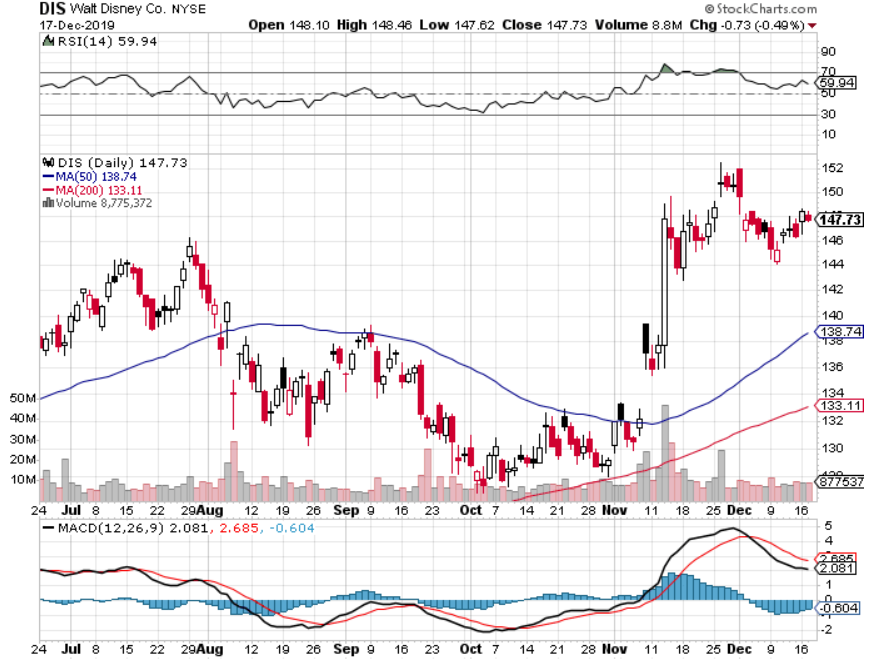 DIS Walt Disney Co. NYSE © StockCharts.com
17-Dec-2019 Open 148.10 High 148.46 Low 147.62 Close 147.73 Volume 8.8M Chg -0.73 (-0.49%)
RSI(14) 59.94
90
70
59.94
50
30
10
DIS (Daily) 147.73
MA(50) 138.74
MA(200) 133.11
Volume 8,775,372
152
150
147.73
146
144
142
140
138.74
138
136
134
133.11
132
130
877537
50M
40M
30M
20M
10M
24 Jul 8 15 22 29 Aug 12 19 26 Sep 9 16 23 Oct 7 14 21 28 Nov 11 18 25 Dec 9 16
MACD(12,26,9) 2.081, 2.685, -0.604
5
4
2.685
2.081
1
0
-0.604
-2
24 Jul 8 15 22 29 Aug 12 19 26 Sep 9 16 23 Oct 7 14 21 28 Nov 11 18 25 Dec 9 16